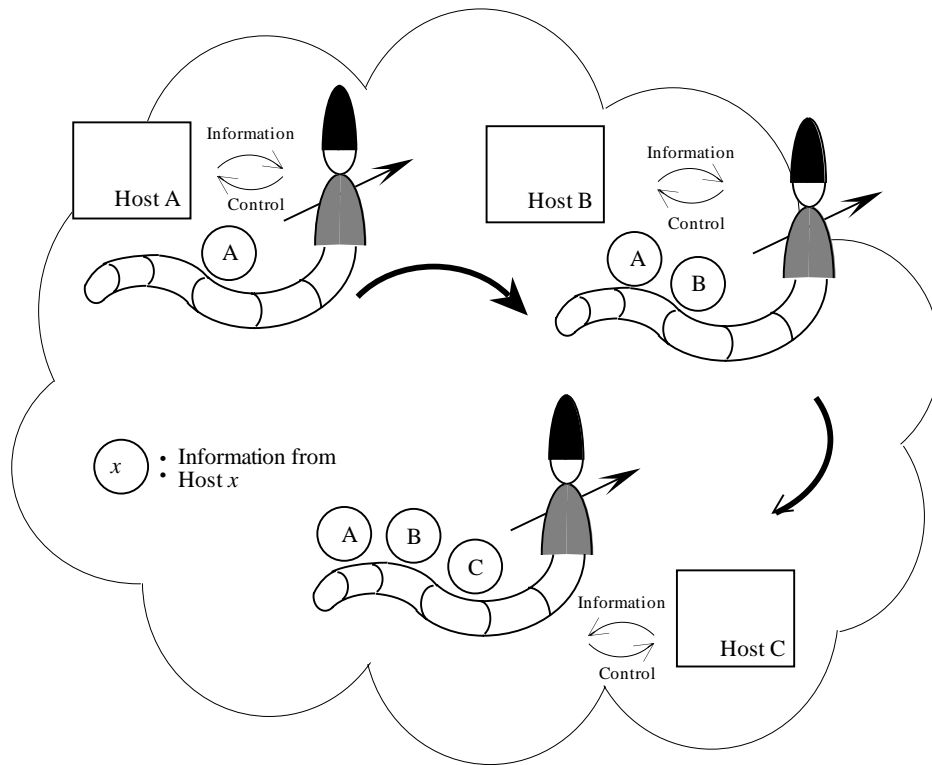 Information
Host A
Control
A
Information
Host B
Control
A
B
x : Information from
Host x
A
B
C
Information
Host C
Control